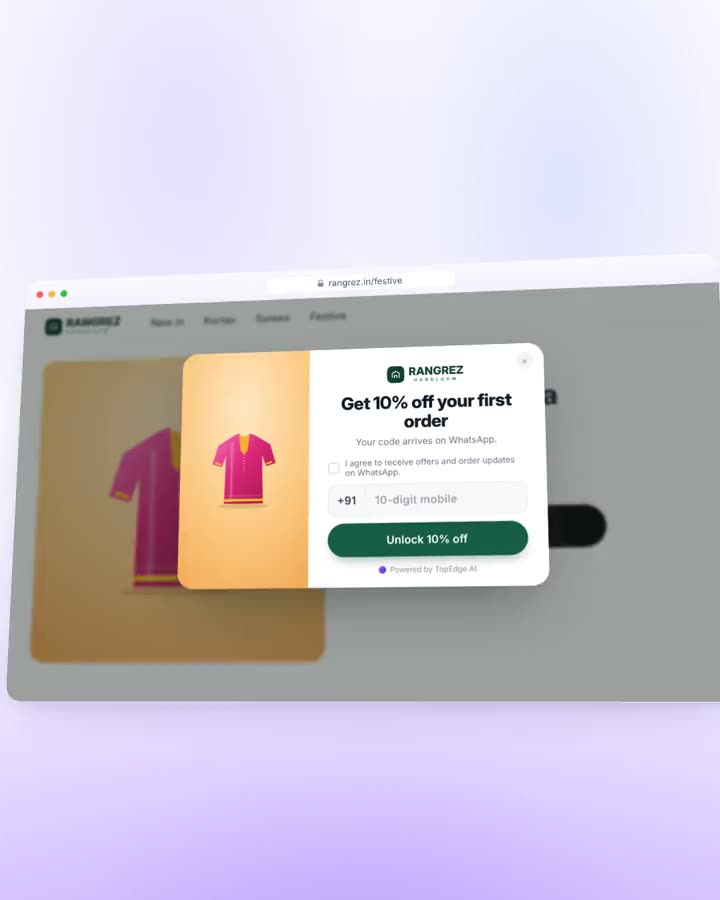 rangrez.in/festive
RANGREZ
New in Kurtas Sarees Festive
RANGREZ
HANDLOOM
×
Get 10% off your first
order
Your code arrives on WhatsApp.
I agree to receive offers and order updates
on WhatsApp.
+91 10-digit mobile
Unlock 10% off
Powered by TopEdge AI